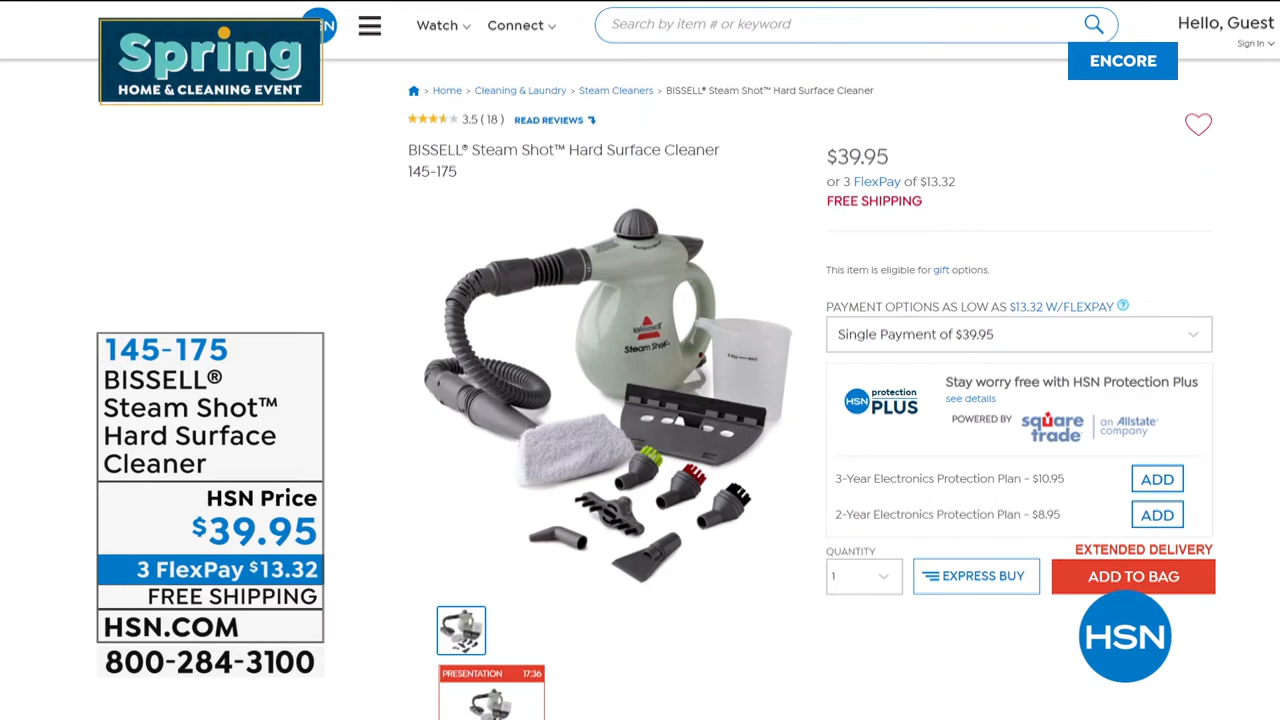 Spring
HOME & CLEANING EVENT
Watch
Connect
Search by item # or keyword
Hello, Guest
Sign In
ENCORE
> Home > Cleaning & Laundry > Steam Cleaners > BISSELL® Steam Shot™ Hard Surface Cleaner
3.5 ( 18 ) READ REVIEWS
BISSELL® Steam Shot™ Hard Surface Cleaner
145-175
$39.95
or 3 FlexPay of $13.32
FREE SHIPPING
This item is eligible for gift options.
PAYMENT OPTIONS AS LOW AS $13.32 W/FLEXPAY ?
Single Payment of $39.95
HSN protection PLUS
Stay worry free with HSN Protection Plus
see details
POWERED BY square trade | an Allstate company
3-Year Electronics Protection Plan - $10.95 ADD
2-Year Electronics Protection Plan - $8.95 ADD
QUANTITY
1
EXPRESS BUY
EXTENDED DELIVERY
ADD TO BAG
HSN
BISSELL
Steam Shot™
MAX
145-175
BISSELL®
Steam Shot™
Hard Surface
Cleaner
HSN Price
$39.95
3 FlexPay $13.32
FREE SHIPPING
HSN.COM
800-284-3100
PRESENTATION 17:36